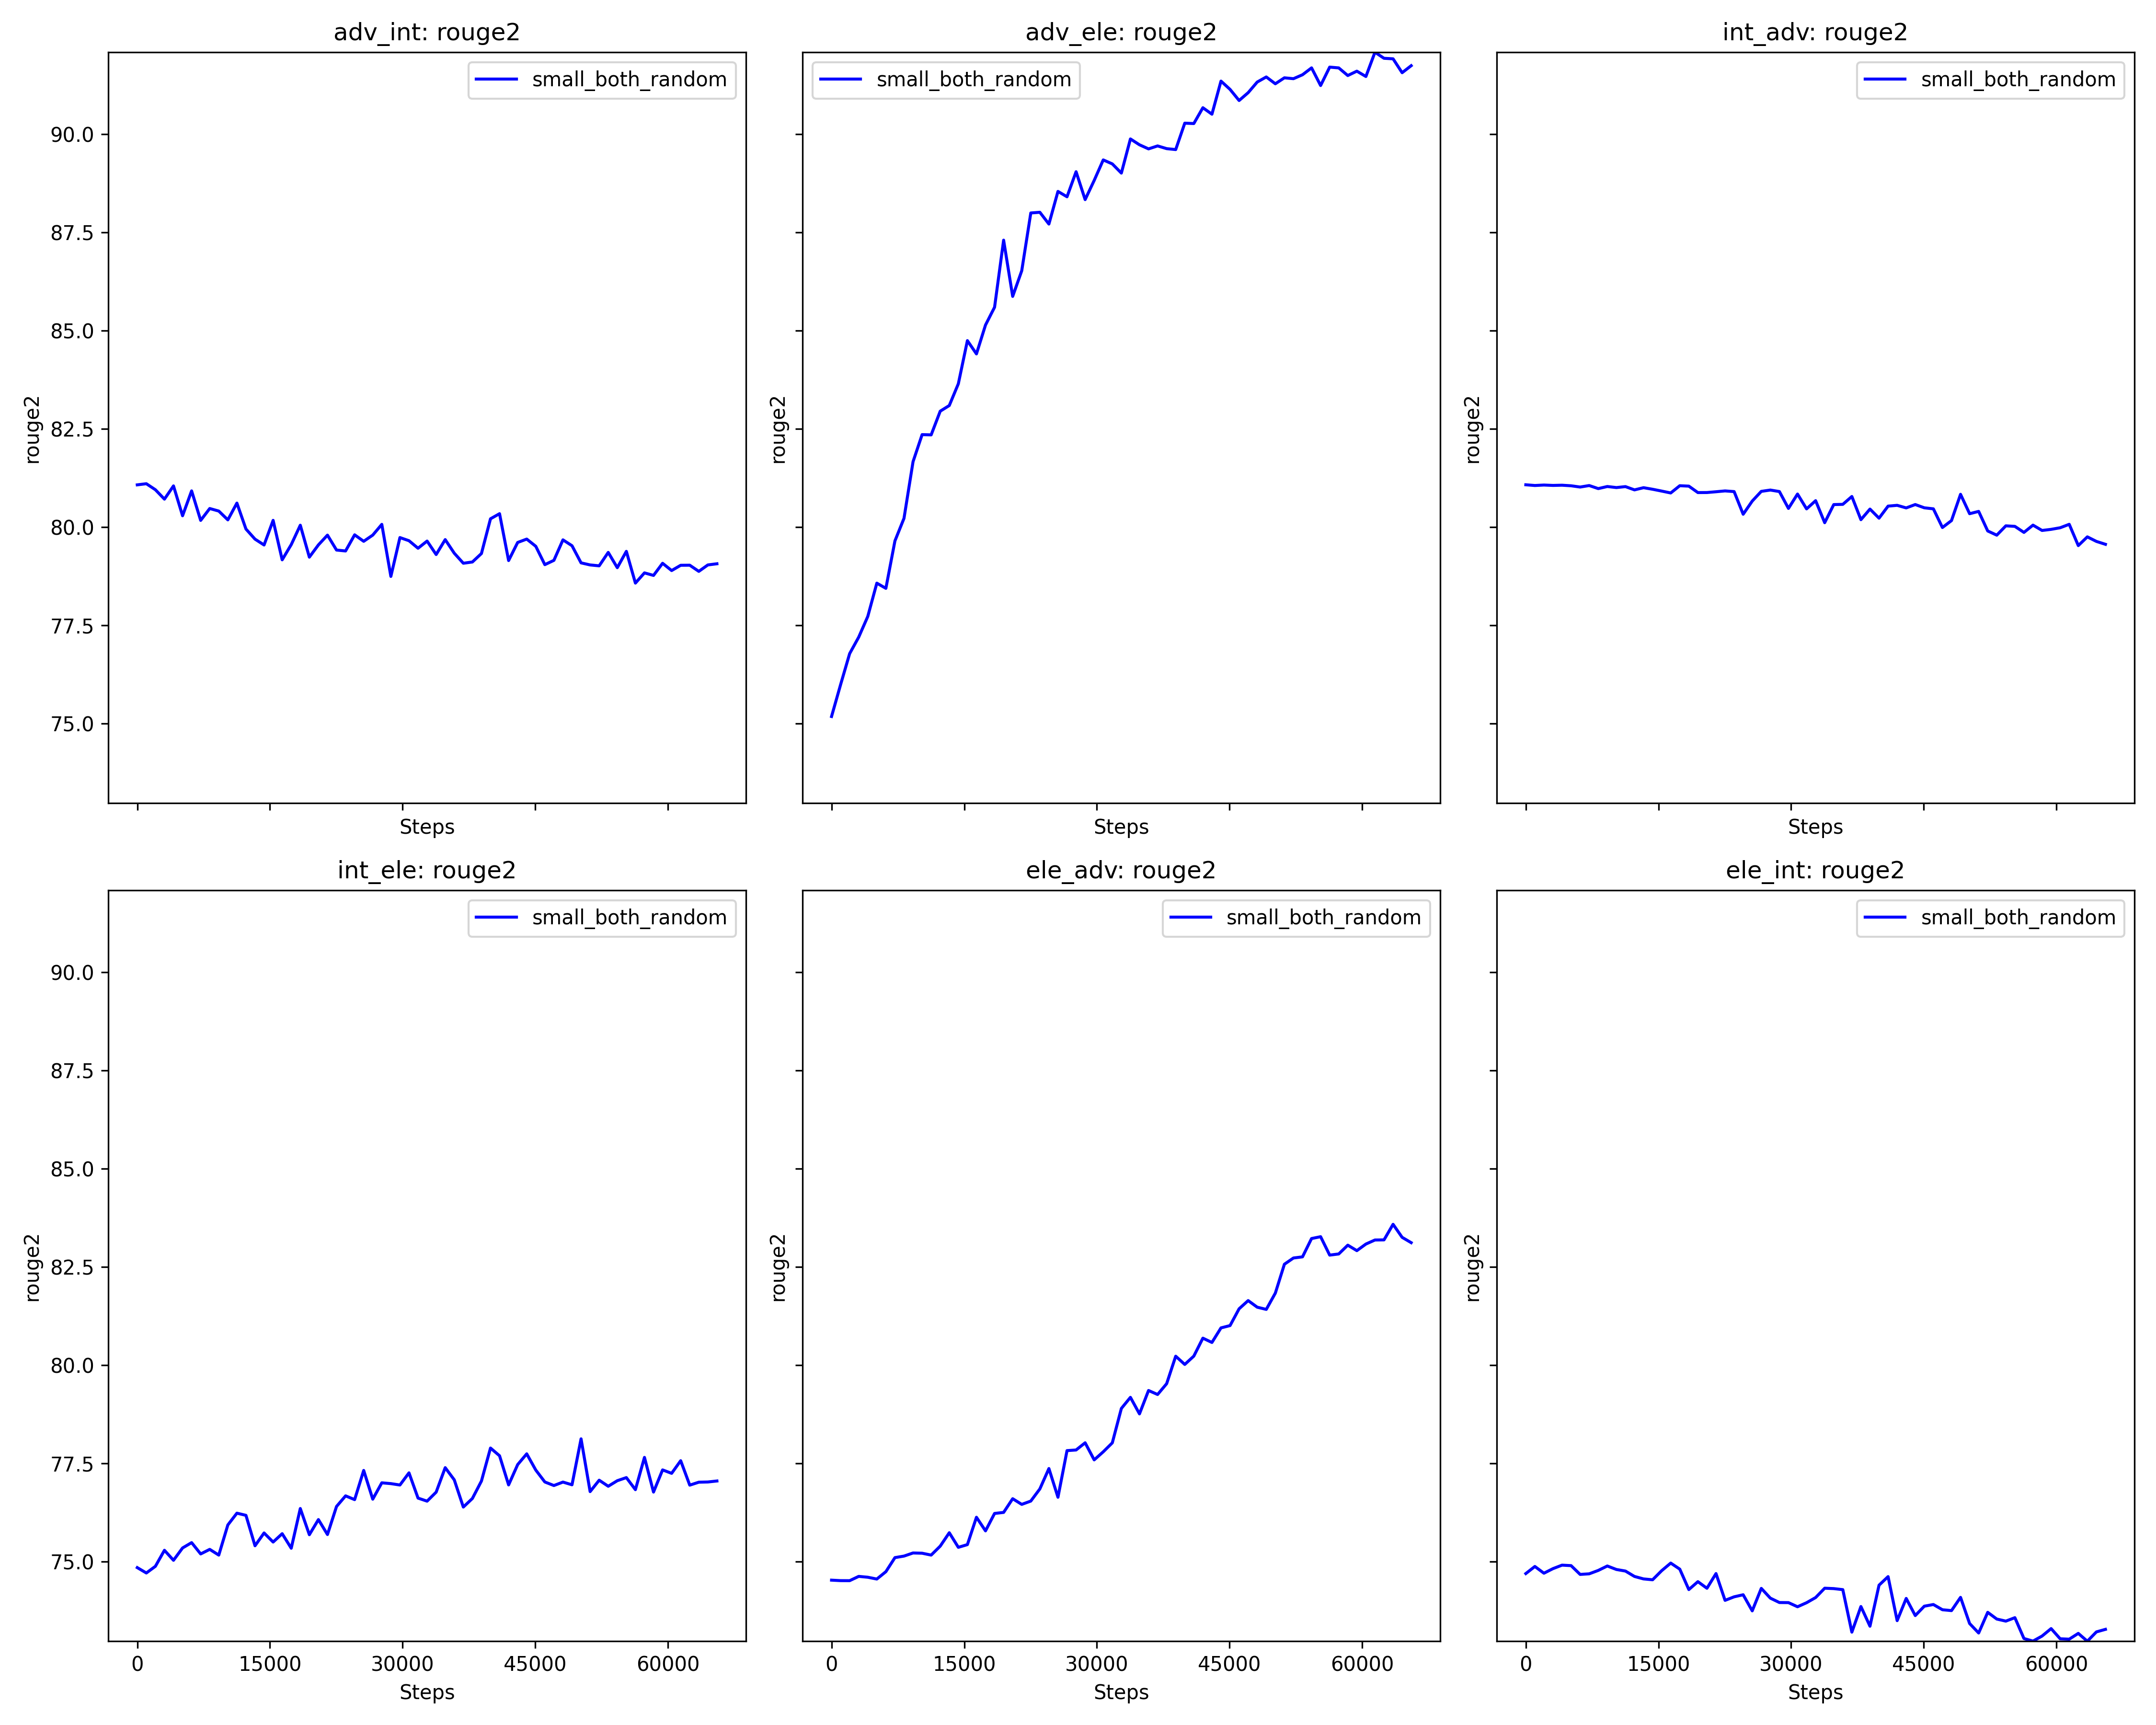 adv_int: rouge2
small_both_random
90.0
87.5
85.0
82.5
80.0
77.5
75.0
rouge2
Steps
adv_ele: rouge2
small_both_random
rouge2
Steps
int_adv: rouge2
small_both_random
rouge2
Steps
int_ele: rouge2
small_both_random
90.0
87.5
85.0
82.5
80.0
77.5
75.0
rouge2
0 15000 30000 45000 60000
Steps
ele_adv: rouge2
small_both_random
rouge2
0 15000 30000 45000 60000
Steps
ele_int: rouge2
small_both_random
rouge2
0 15000 30000 45000 60000
Steps